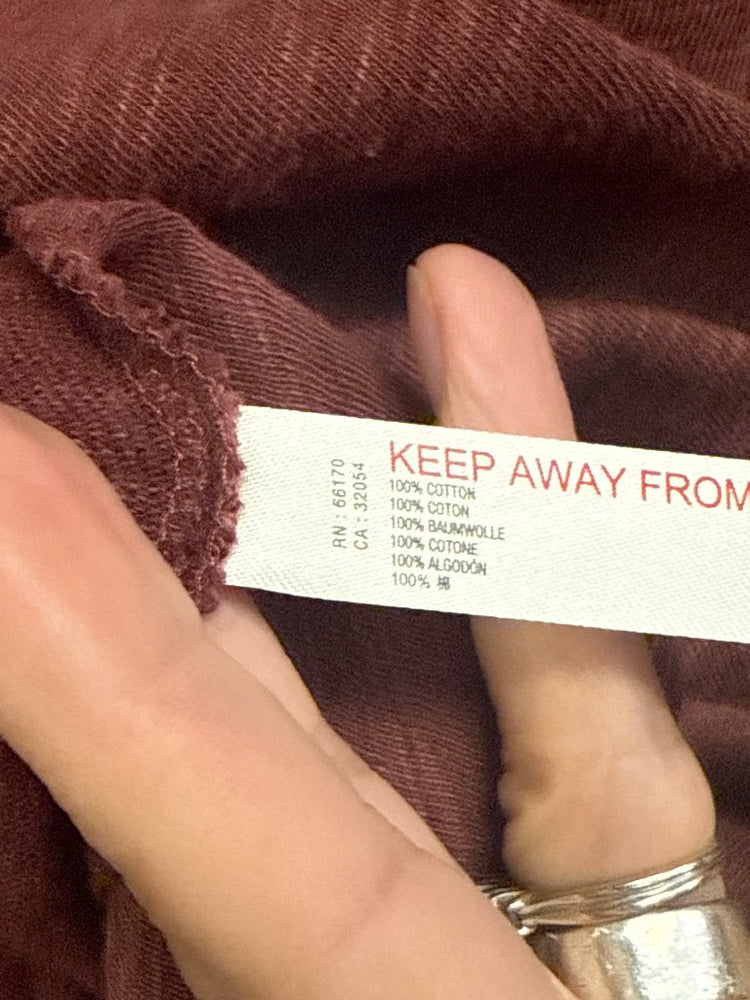 RN : 66170
CA : 32054
KEEP AWAY FROM
100% COTTON
100% COTON
100% BAUMWOLLE
100% COTONE
100% ALGODÓN
100% 棉